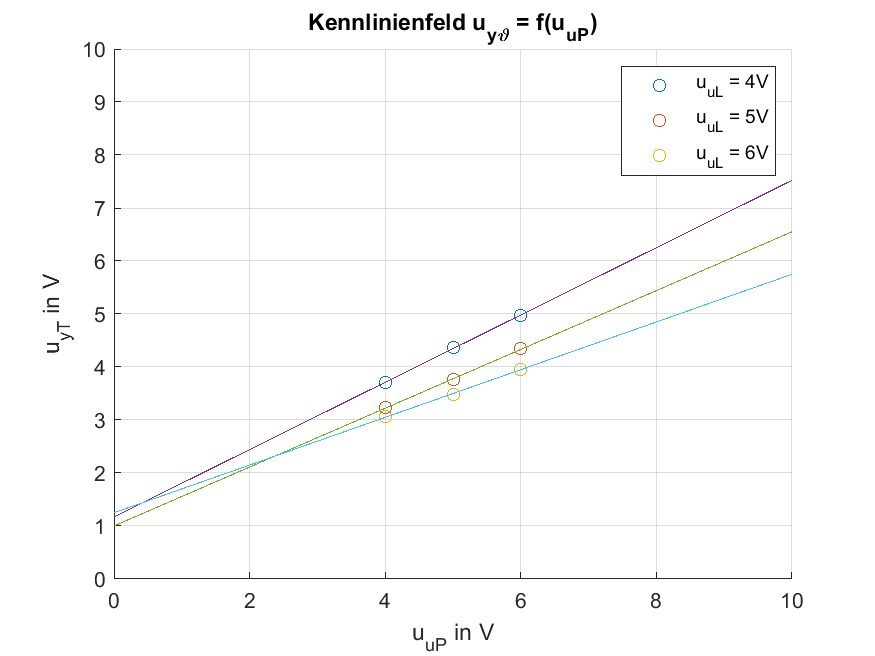 Kennlinienfeld u_yϑ = f(u_uP)
10
9
8
7
6
5
4
3
2
1
0
u_yT in V
0 2 4 6 8 10
u_uP in V
u_uL = 4V
u_uL = 5V
u_uL = 6V